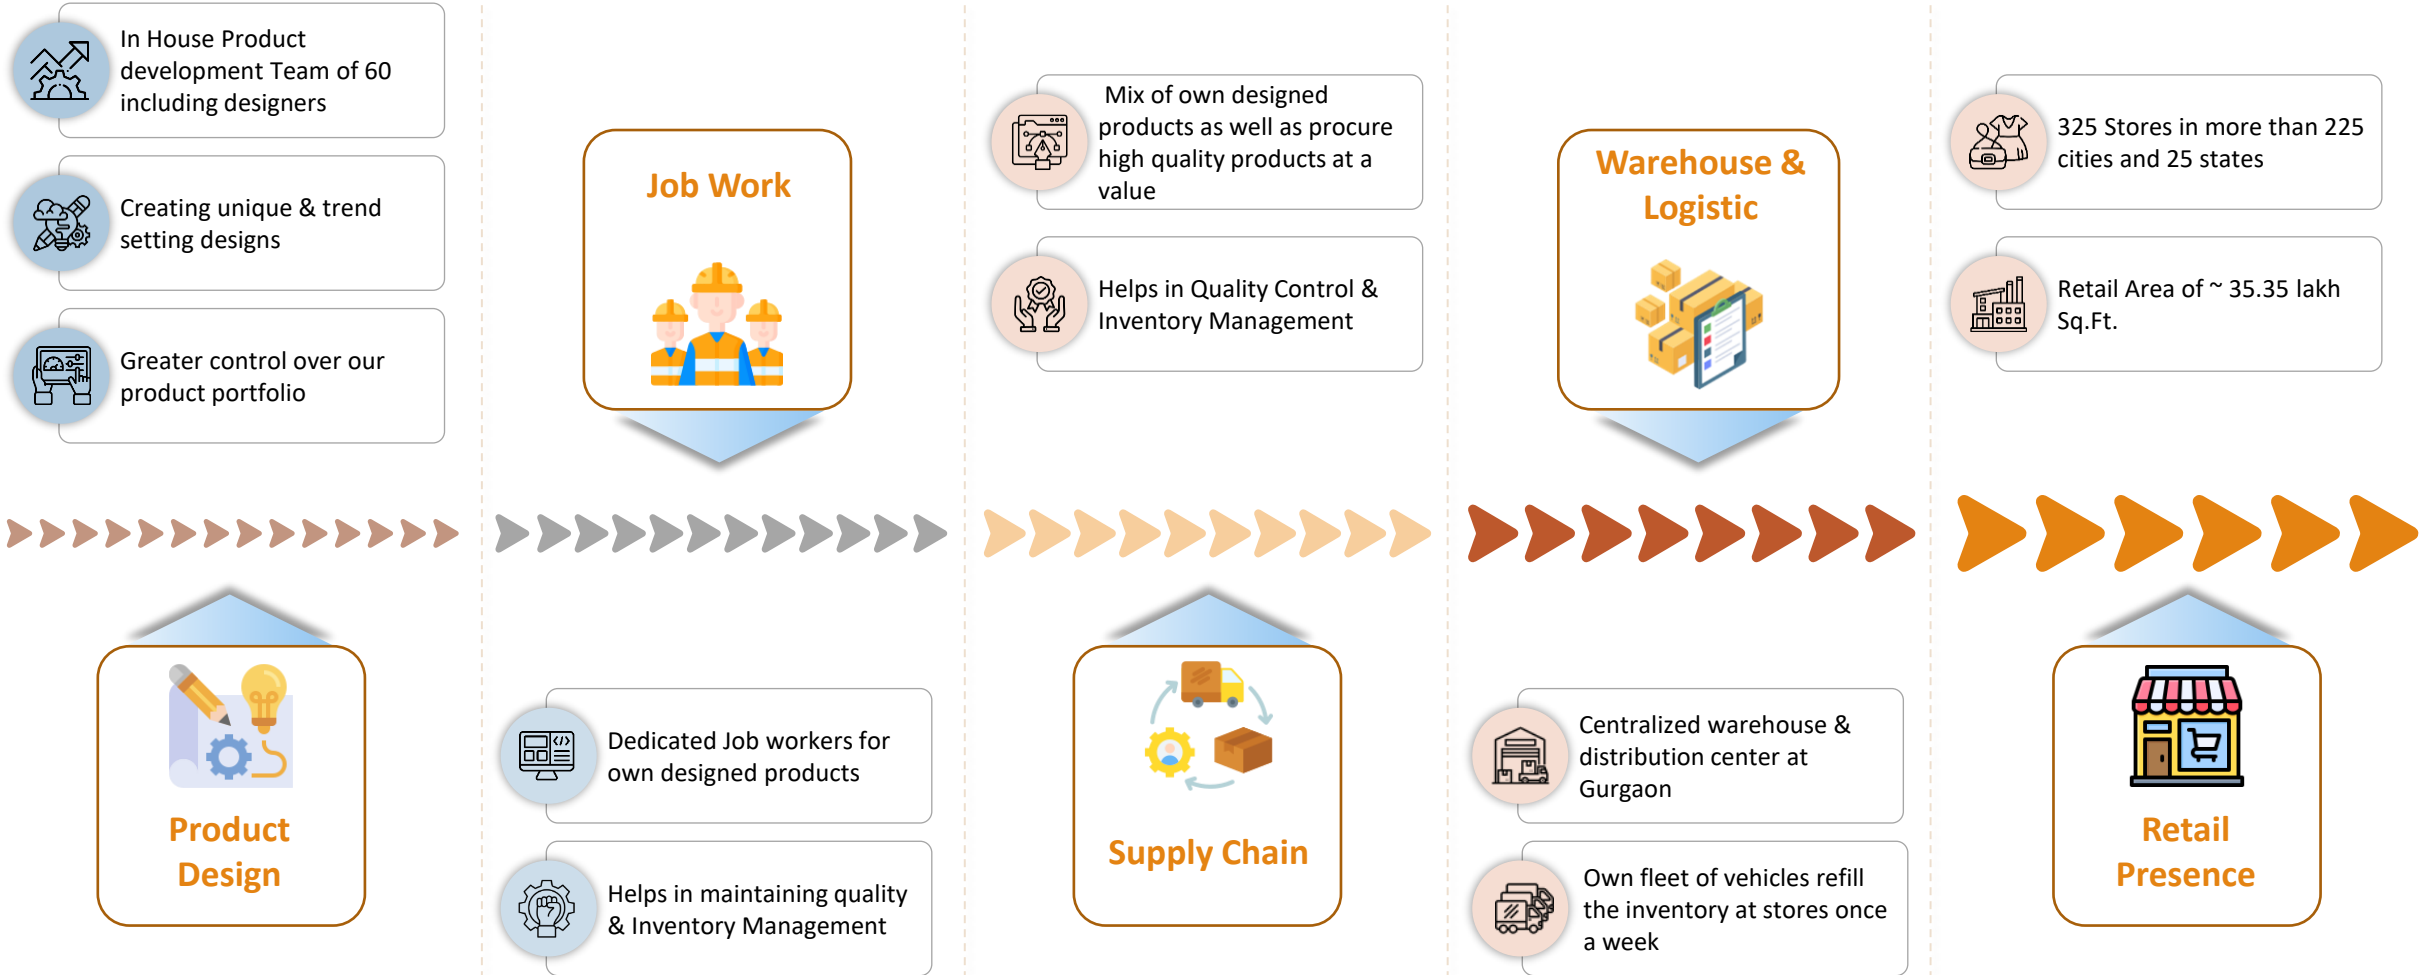 In House Product
development Team of 60
including designers
Creating unique & trend
setting designs
Greater control over our
product portfolio
Product
Design
Job Work
Dedicated Job workers for
own designed products
Helps in maintaining quality
& Inventory Management
Mix of own designed
products as well as procure
high quality products at a
value
Helps in Quality Control &
Inventory Management
Supply Chain
Warehouse &
Logistic
Centralized warehouse &
distribution center at
Gurgaon
Own fleet of vehicles refill
the inventory at stores once
a week
325 Stores in more than 225
cities and 25 states
Retail Area of ~ 35.35 lakh
Sq.Ft.
Retail
Presence